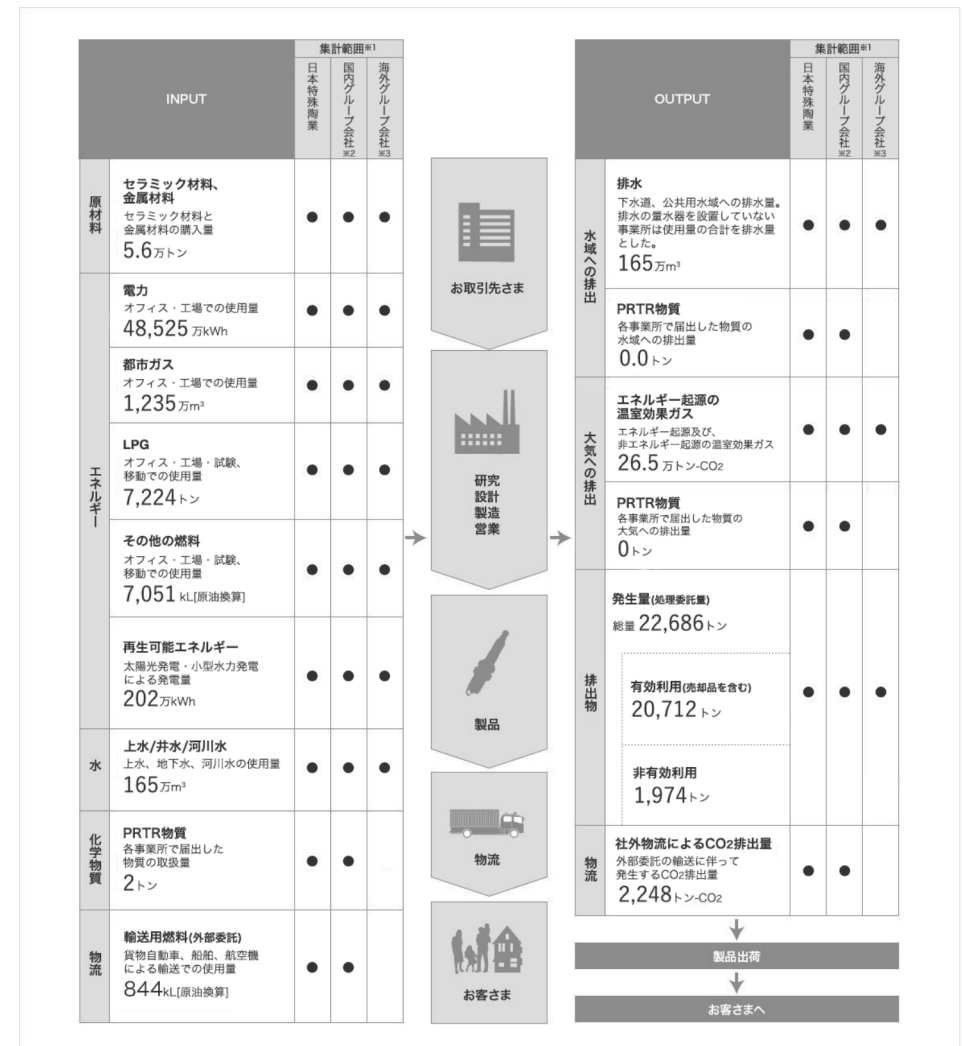 INPUT
集計範囲※1
日本特殊陶業
国内グループ会社※2
海外グループ会社※3
原材料
セラミック材料、
金属材料
セラミック材料と
金属材料の購入量
5.6万トン
エネルギー
電力
オフィス・工場での使用量
48,525 万kWh
都市ガス
オフィス・工場での使用量
1,235万m³
LPG
オフィス・工場・試験、
移動での使用量
7,224トン
その他の燃料
オフィス・工場・試験、
移動での使用量
7,051 kL[原油換算]
再生可能エネルギー
太陽光発電・小型水力発電
による発電量
202万kWh
水
上水/井水/河川水
上水、地下水、河川水の使用量
165万m³
化学物質
PRTR物質
各事業所で届出した
物質の取扱量
2トン
物流
輸送用燃料(外部委託)
貨物自動車、船舶、航空機
による輸送での使用量
844kL[原油換算]
お取引先さま
研究
設計
製造
営業
製品
物流
お客さま
OUTPUT
集計範囲※1
日本特殊陶業
国内グループ会社※2
海外グループ会社※3
水域への排出
排水
下水道、公共用水域への排水量。
排水の量水器を設置していない
事業所は使用量の合計を排水量
とした。
165万m³
PRTR物質
各事業所で届出した物質の
水域への排出量
0.0トン
大気への排出
エネルギー起源の
温室効果ガス
エネルギー起源及び、
非エネルギー起源の温室効果ガス
26.5 万トン-CO2
PRTR物質
各事業所で届出した物質の
大気への排出量
0トン
排出物
発生量(処理委託量)
総量 22,686トン
有効利用(売却品を含む)
20,712 トン
非有効利用
1,974トン
物流
社外物流によるCO2排出量
外部委託の輸送に伴って
発生するCO2排出量
2,248トン-CO2
製品出荷
お客さまへ